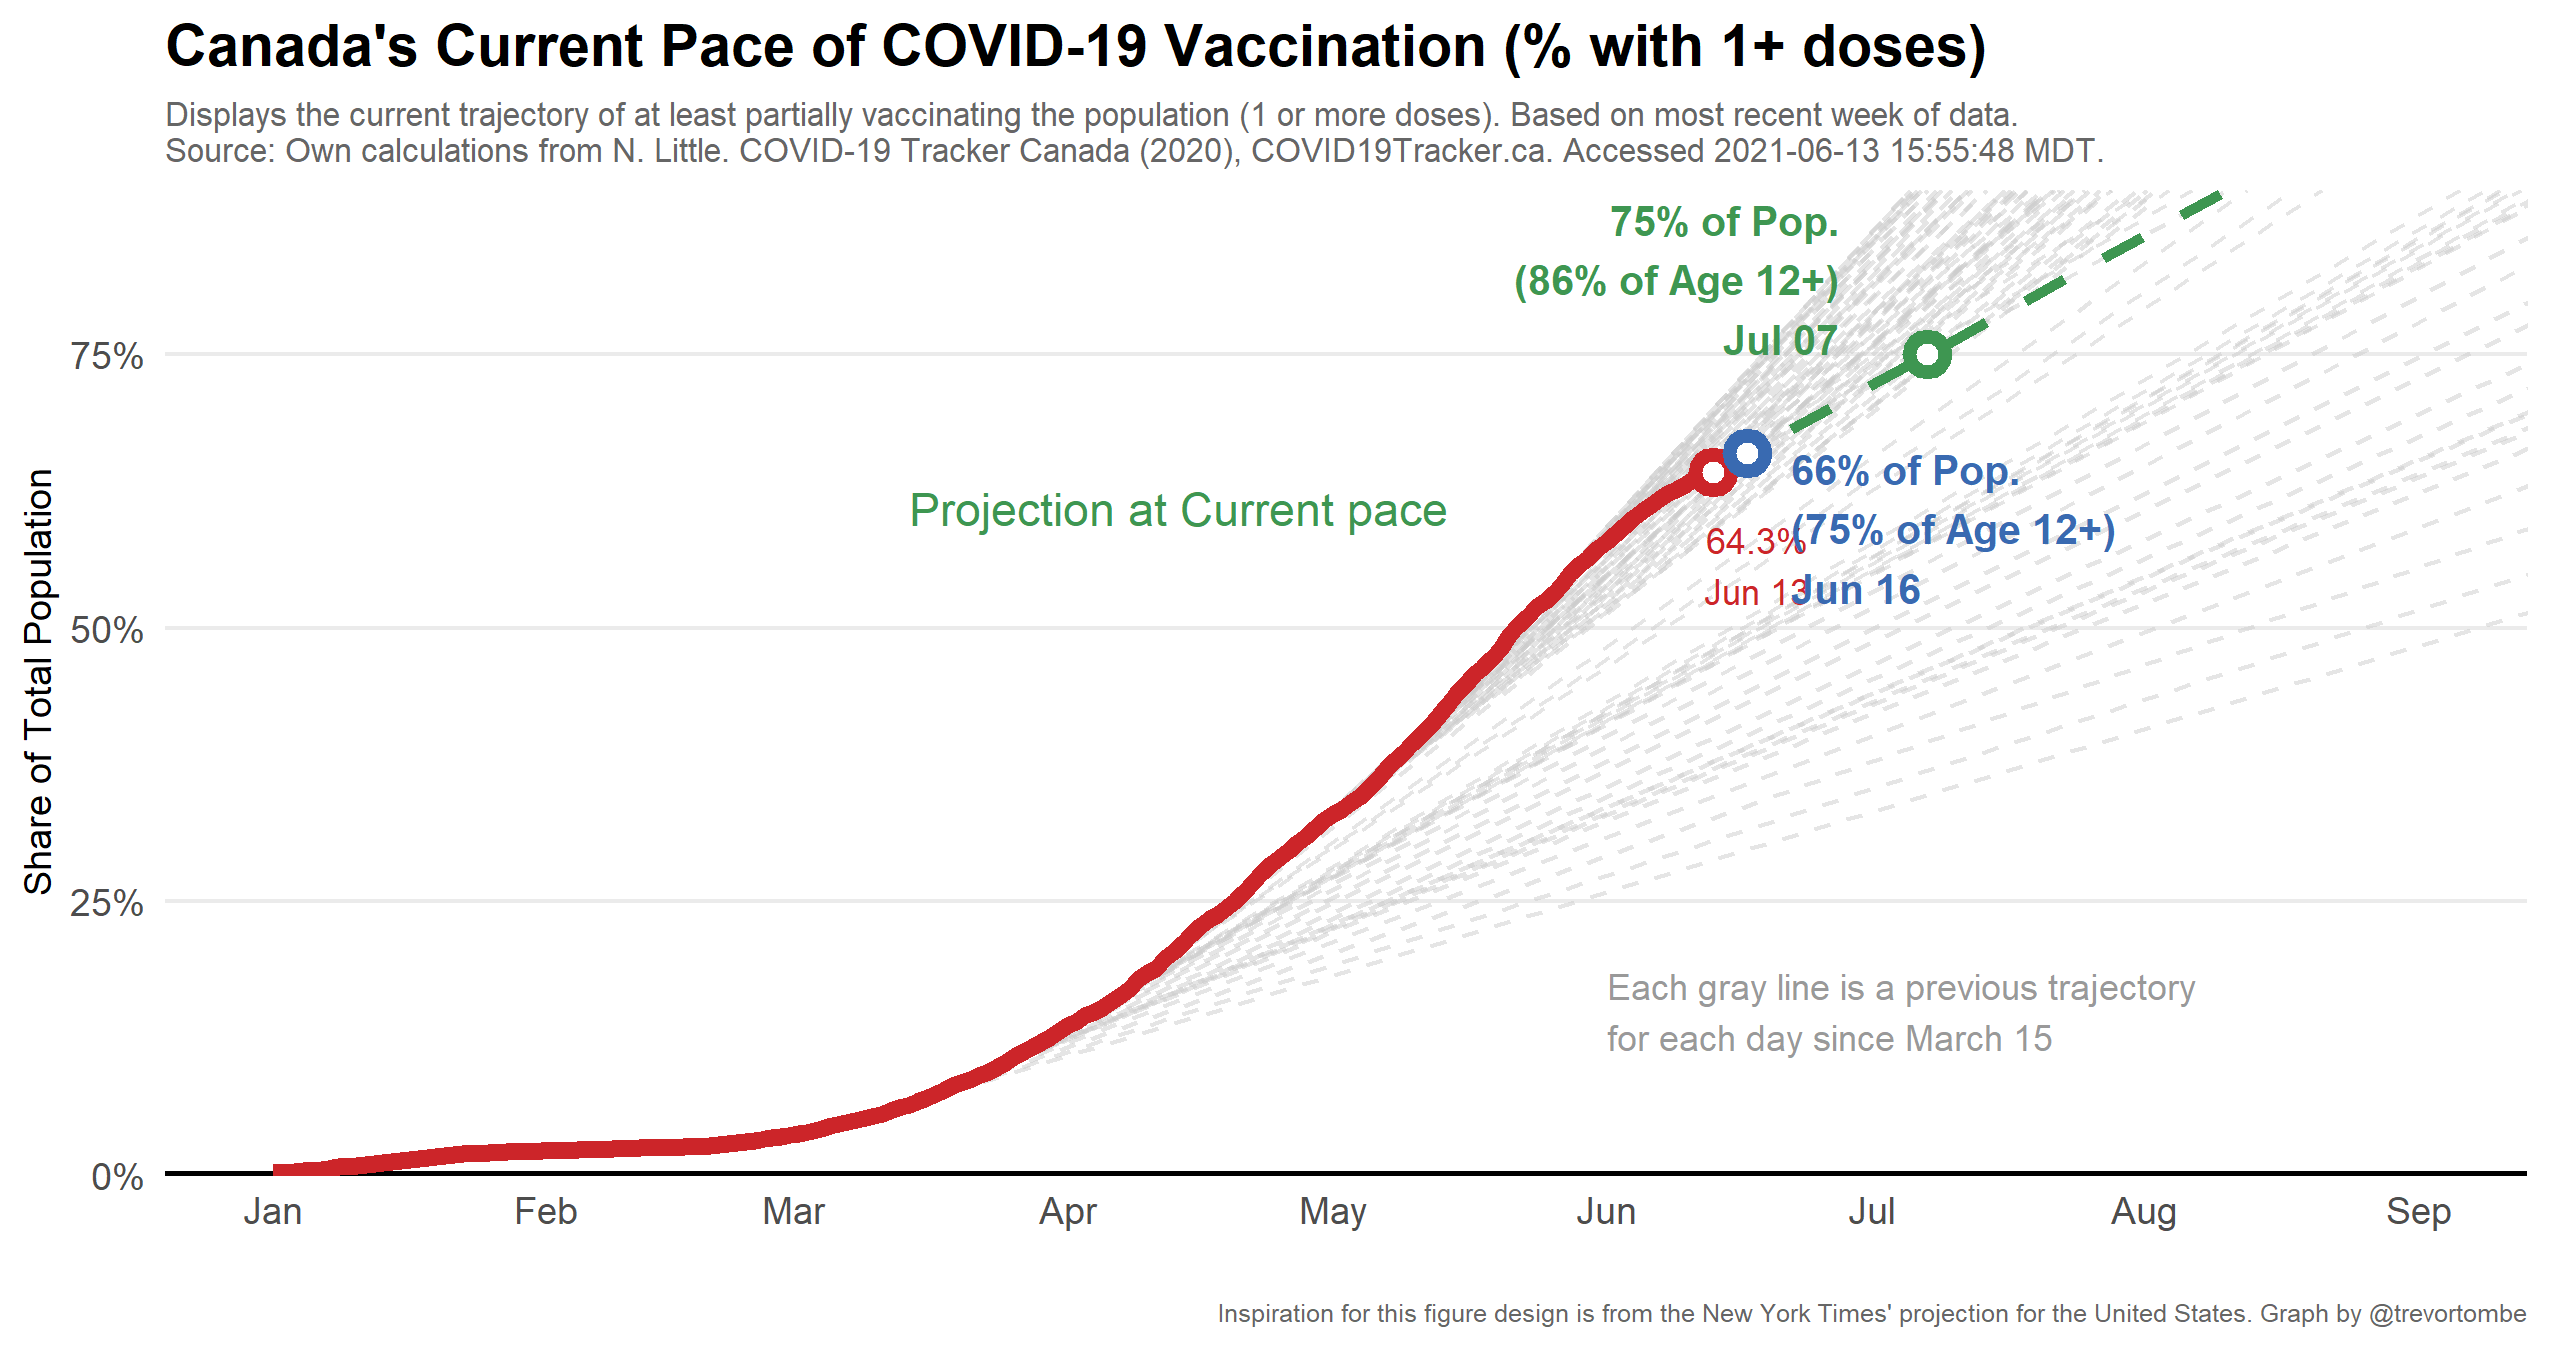 Canada's Current Pace of COVID-19 Vaccination (% with 1+ doses)
Displays the current trajectory of at least partially vaccinating the population (1 or more doses). Based on most recent week of data.
Source: Own calculations from N. Little. COVID-19 Tracker Canada (2020), COVID19Tracker.ca. Accessed 2021-06-13 15:55:48 MDT.
75% of Pop.
(86% of Age 12+)
Jul 07
75%
66% of Pop.
(75% of Age 12+)
Jun 16
Projection at Current pace
64.3%
Jun 13
Share of Total Population
50%
25%
Each gray line is a previous trajectory
for each day since March 15
0%
Jan Feb Mar Apr May Jun Jul Aug Sep
Inspiration for this figure design is from the New York Times' projection for the United States. Graph by @trevortombe